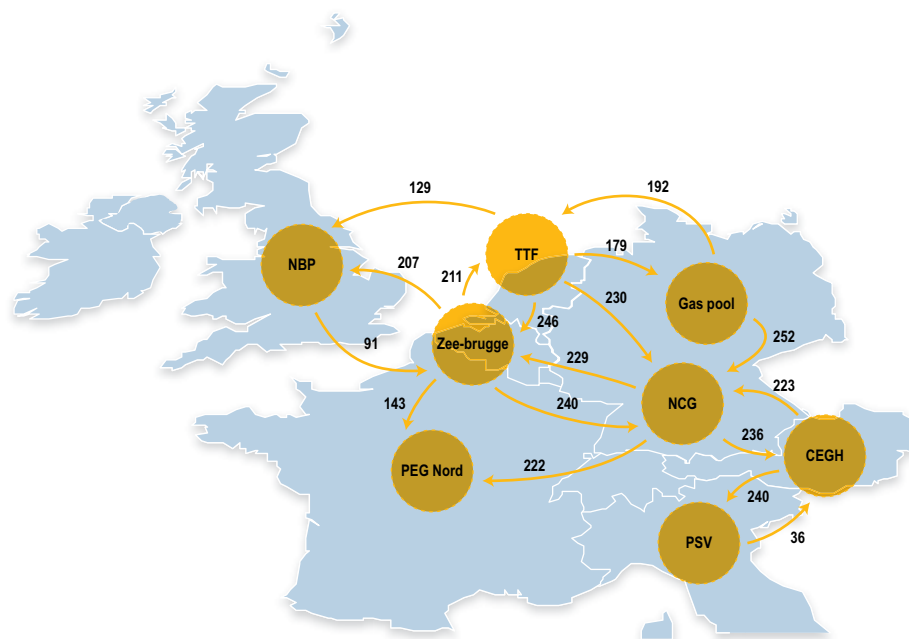 192
129
TTF
179
NBP
207
211
Gas pool
230
246
91
Zee-brugge
252
229
223
143
240
NCG
236
CEGH
PEG Nord
222
240
PSV
36